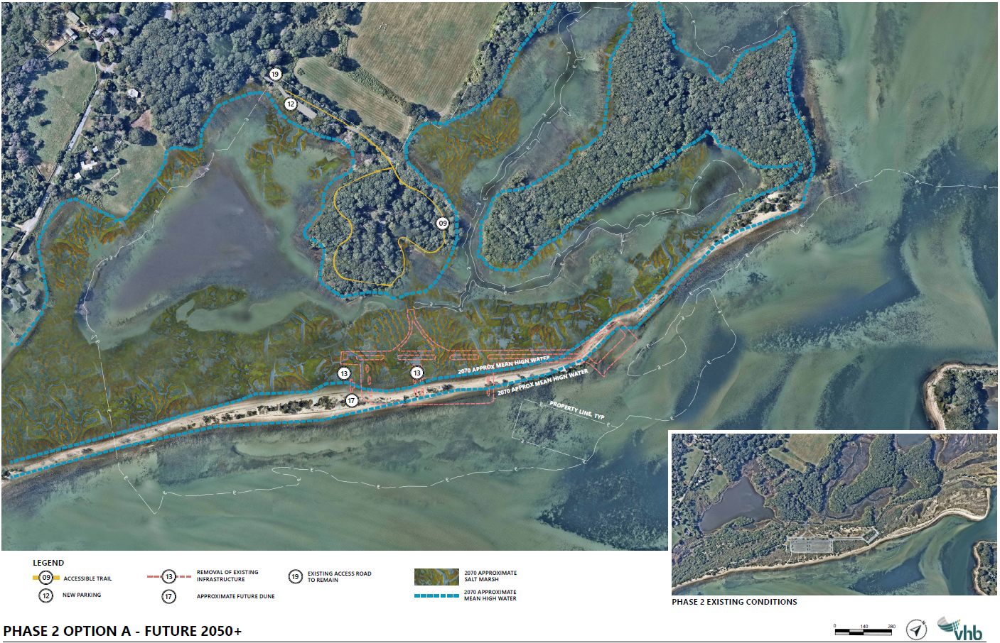 19
12
09
13
13
17
2070 APPROX MEAN HIGH WATER
2070 APPROX MEAN HIGH WATER
PROPERTY LINE, TYP
LEGEND
09 ACCESSIBLE TRAIL
12 NEW PARKING
13 REMOVAL OF EXISTING
INFRASTRUCTURE
17 APPROXIMATE FUTURE DUNE
19 EXISTING ACCESS ROAD
TO REMAIN
2070 APPROXIMATE
SALT MARSH
2070 APPROXIMATE
MEAN HIGH WATER
PHASE 2 EXISTING CONDITIONS
PHASE 2 OPTION A - FUTURE 2050+
0 140 280
N
vhb